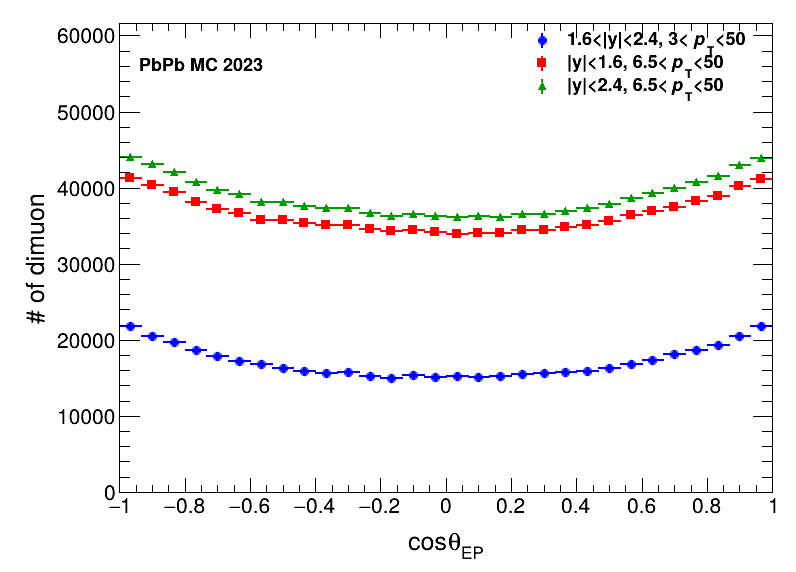 1.6<|y|<2.4, 3< pT<50
PbPb MC 2023
|y|<1.6, 6.5< pT<50
|y|<2.4, 6.5< pT<50
# of dimuon
60000
50000
40000
30000
20000
10000
0
−1 −0.8 −0.6 −0.4 −0.2 0 0.2 0.4 0.6 0.8 1
cosθEP